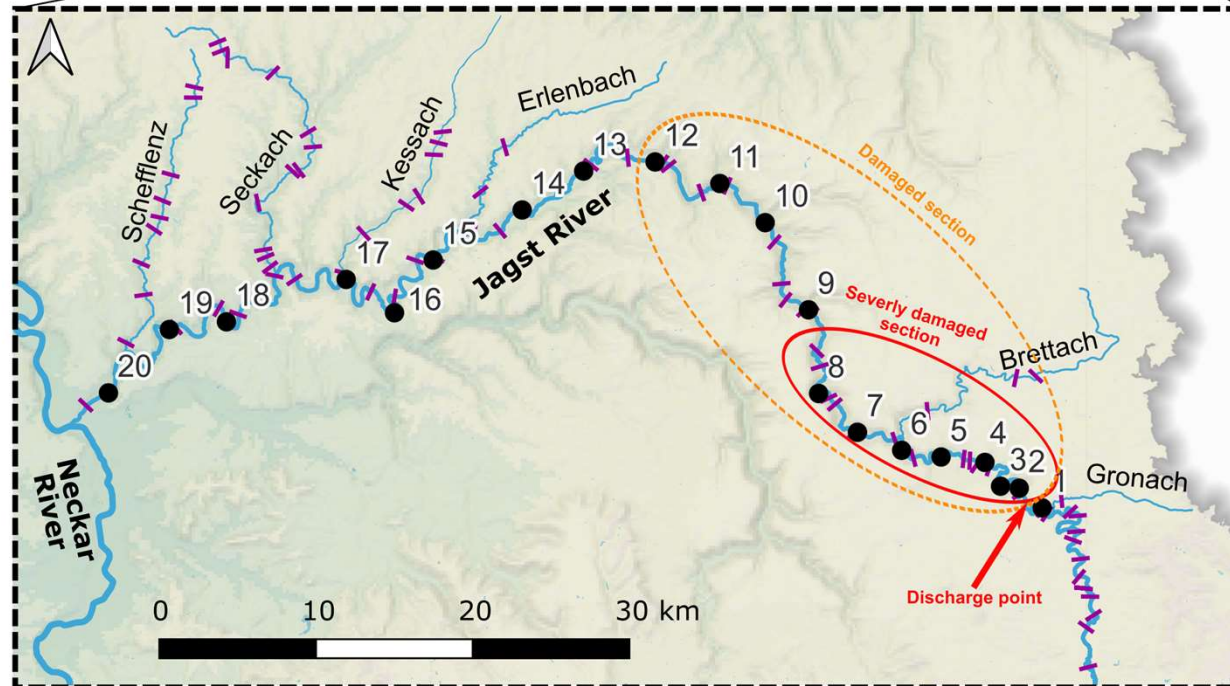 Schefflenz
Seckach
Kessach
Erlenbach
Jagst River
Damaged section
Severly damaged
section
Brettach
Gronach
Discharge point
Neckar
River
20
19
18
17
16
15
14
13
12
11
10
9
8
7
6
5
4
32
1
0 10 20 30 km